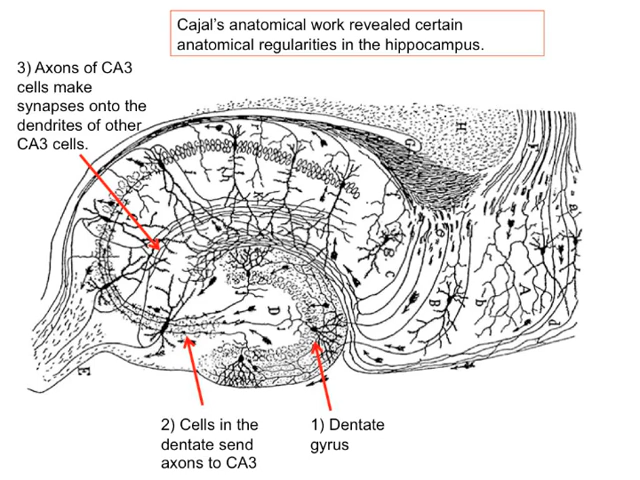 Cajal's anatomical work revealed certain
anatomical regularities in the hippocampus.
3) Axons of CA3
cells make
synapses onto the
dendrites of other
CA3 cells.
H
G
B
C
B
b
A
a
d
D
E
2) Cells in the
dentate send
axons to CA3
1) Dentate
gyrus